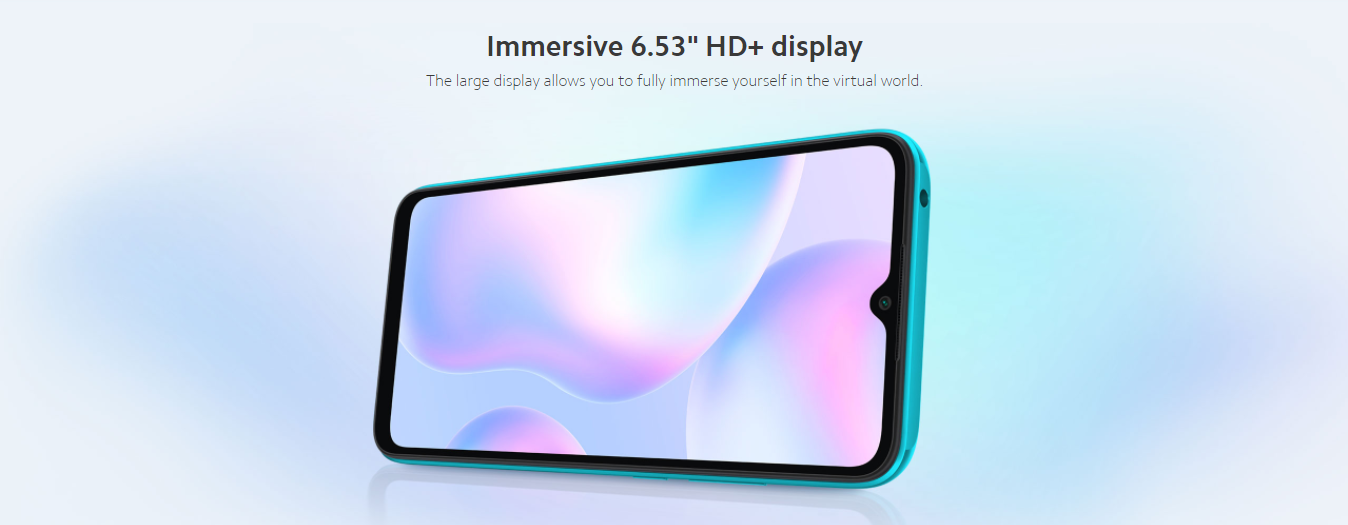 Immersive 6.53" HD+ display
The large display allows you to fully immerse yourself in the virtual world.